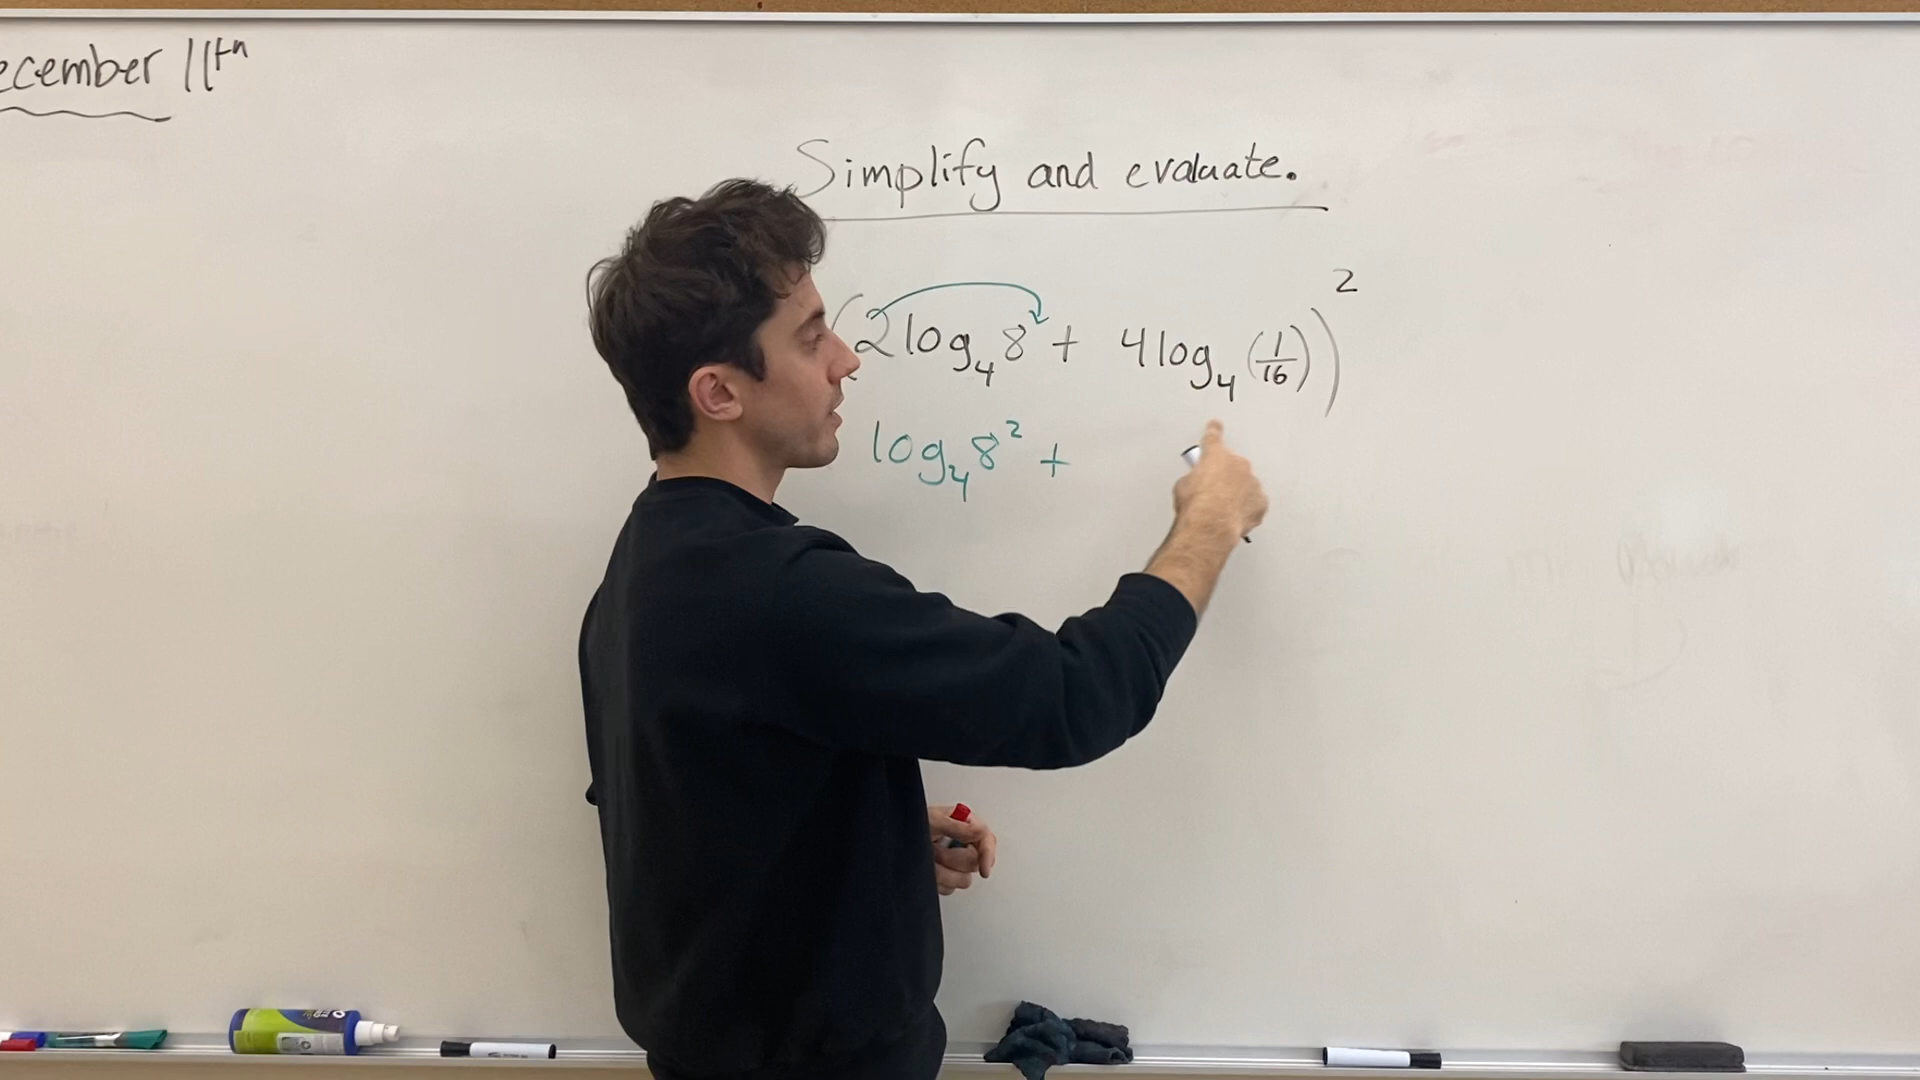 ecember 11th
Simplify and evaluate.
(2log₄8² + 4log₄(1/16))²
log₄8² +